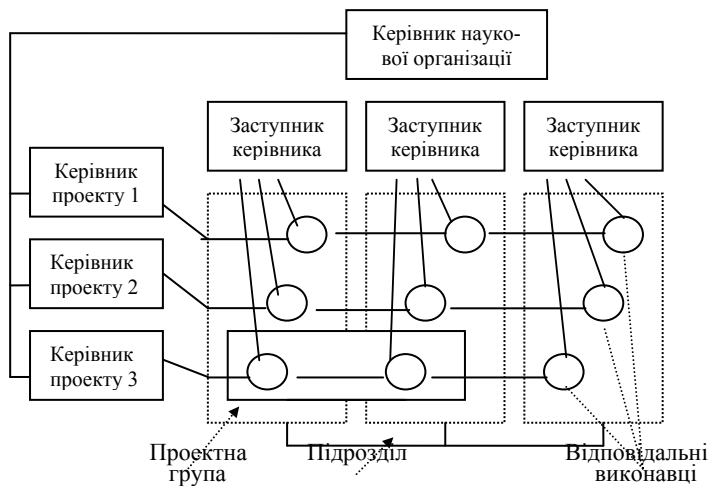 Керівник науко-
вої організації
Заступник
керівника
Заступник
керівника
Заступник
керівника
Керівник
проекту 1
Керівник
проекту 2
Керівник
проекту 3
Проектна
група
Підрозділ
Відповідальні
виконавці